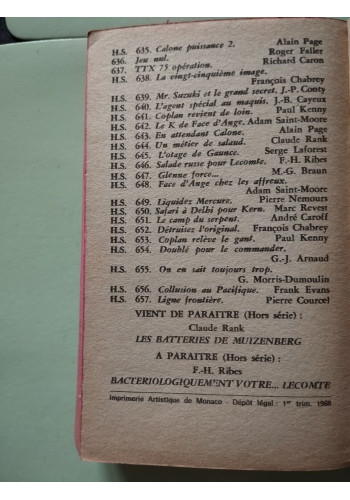 H.S. 635. Calone puissance 2. Alain Page
H.S. 636. Jeu nul. Roger Faller
H.S. 637. TTX 75 opération. Richard Caron
H.S. 638. La vingt-cinquième image.
François Chabrey
H.S. 639. Mr. Suzuki et le grand secret. J.-P. Conty
H.S. 640. L'agent spécial au maquis. J.-B. Cayeux
H.S. 641. Coplan revient de loin. Paul Kenny
H.S. 642. Le K de Face d'Ange. Adam Saint-Moore
H.S. 643. En attendant Calone. Alain Page
H.S. 644. Un métier de salaud. Claude Rank
H.S. 645. L'otage de Gaunce. Serge Laforest
H.S. 646. Salade russe pour Lecomte. F.-H. Ribes
H.S. 647. Glenne force... M.-G. Braun
H.S. 648. Face d'Ange chez les affreux.
Adam Saint-Moore
H.S. 649. Liquidez Mercure. Pierre Nemours
H.S. 650. Safari à Delhi pour Kern. Marc Revest
H.S. 651. Le camp du serpent. André Caroff
H.S. 652. Détruisez l'original. François Chabrey
H.S. 653. Coplan relève le gant. Paul Kenny
H.S. 654. Doublé pour le commander.
G.-J. Arnaud
H.S. 655. On en sait toujours trop.
G. Morris-Dumoulin
H.S. 656. Collusion au Pacifique. Frank Evans
H.S. 657. Ligne frontière. Pierre Courcel
VIENT DE PARAITRE (Hors série) :
Claude Rank
LES BATTERIES DE MUIZENBERG
A PARAITRE (Hors série) :
F.-H. Ribes
BACTERIOLOGIQUEMENT VOTRE... LECOMTE
Imprimerie Artistique de Monaco - Dépôt légal : 1er trim. 1968